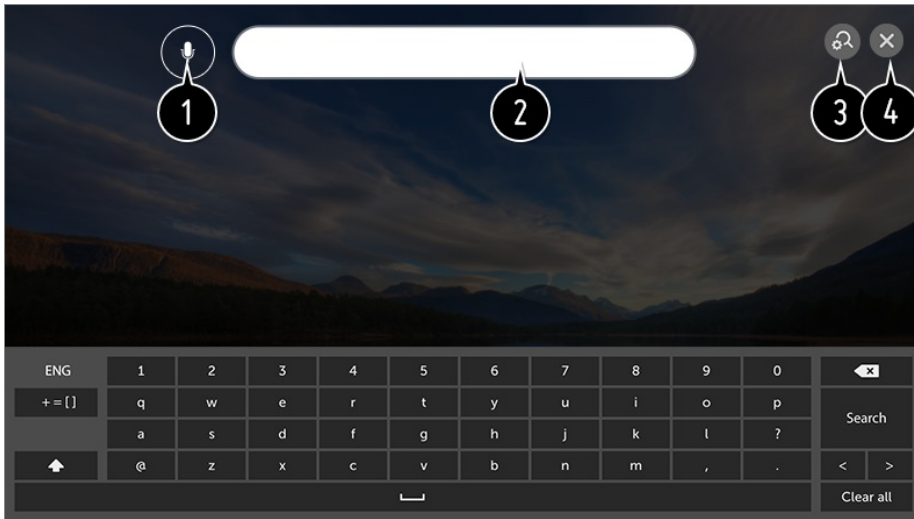 1 2 3 4
ENG 1 2 3 4 5 6 7 8 9 0
+=[] q w e r t y u i o p
Search
a s d f g h j k l ?
@ z x c v b n m , . < >
Clear all